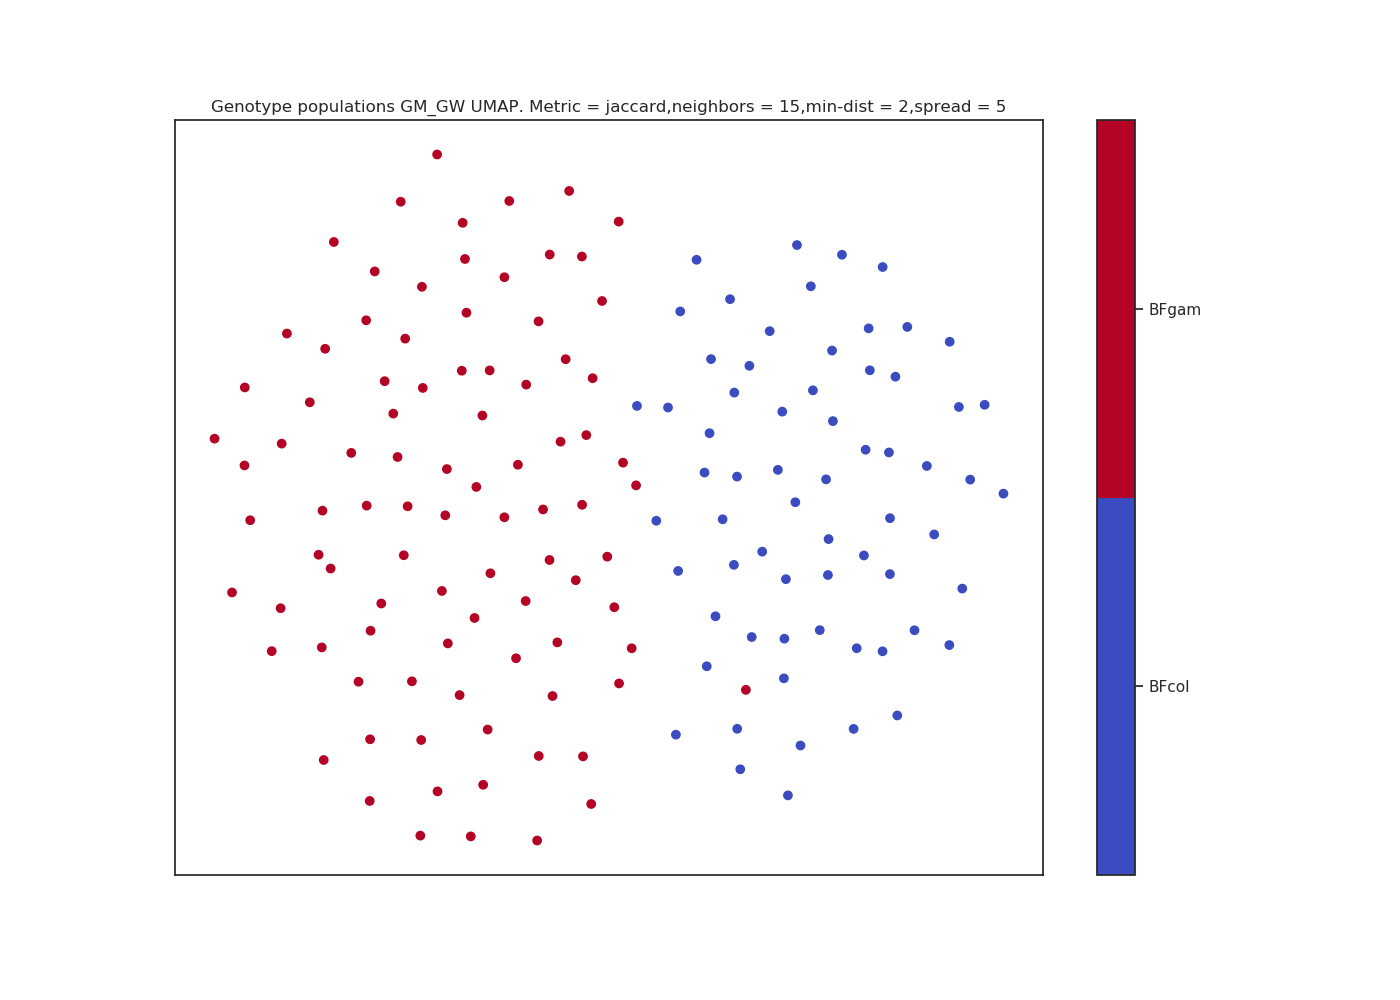 Genotype populations GM_GW UMAP. Metric = jaccard,neighbors = 15,min-dist = 2,spread = 5
BFgam
BFcol